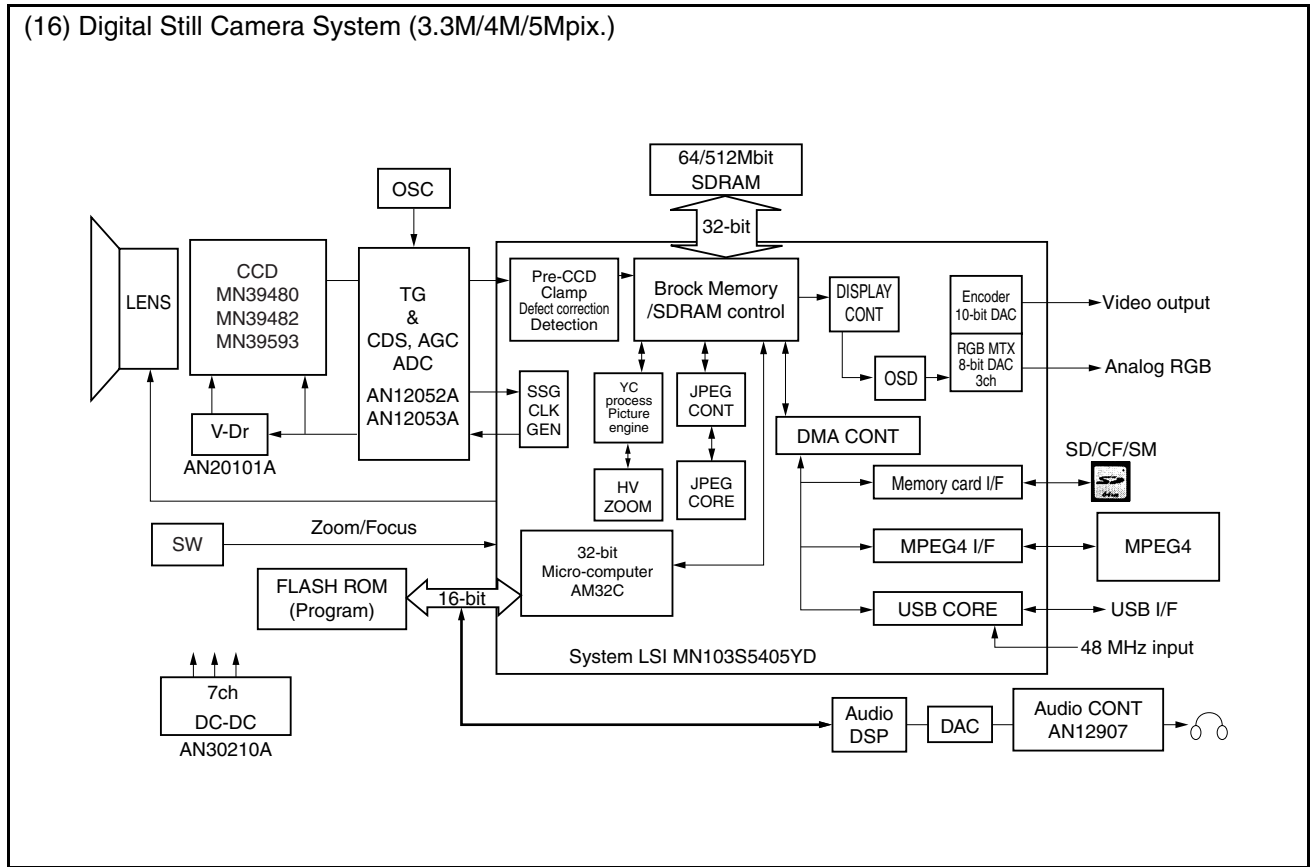 (16) Digital Still Camera System (3.3M/4M/5Mpix.)
64/512Mbit
SDRAM
32-bit
OSC
LENS
CCD
MN39480
MN39482
MN39593
TG
&
CDS, AGC
ADC
AN12052A
AN12053A
V-Dr
AN20101A
Pre-CCD
Clamp
Defect correction
Detection
Brock Memory
/SDRAM control
DISPLAY
CONT
Encoder
10-bit DAC
Video output
RGB MTX
8-bit DAC
3ch
Analog RGB
OSD
SSG
CLK
GEN
YC
process
Picture
engine
JPEG
CONT
HV
ZOOM
JPEG
CORE
DMA CONT
SD/CF/SM
Memory card I/F
SD
MPEG4 I/F
MPEG4
USB CORE
USB I/F
48 MHz input
SW
Zoom/Focus
32-bit
Micro-computer
AM32C
FLASH ROM
(Program)
16-bit
System LSI MN103S5405YD
7ch
DC-DC
AN30210A
Audio
DSP
DAC
Audio CONT
AN12907